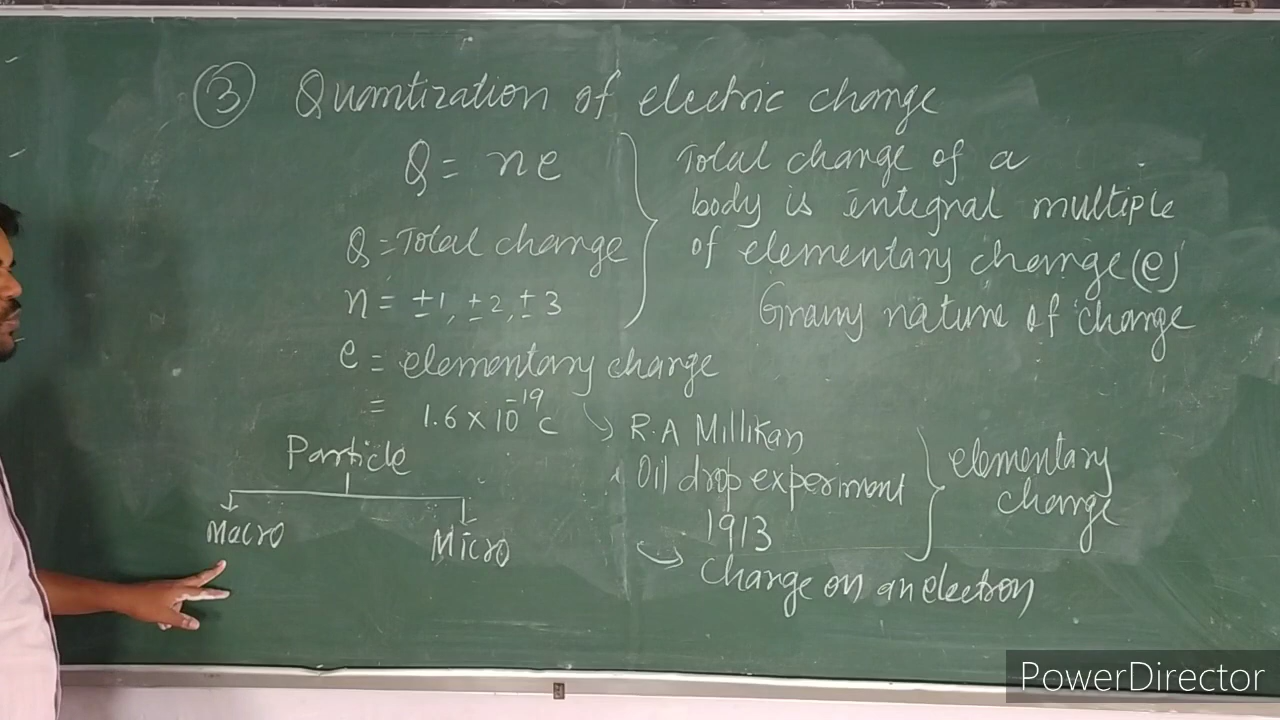 ③ Quantization of electric charge
Q = ne
Q = Total charge
n = ±1, ±2, ±3
e = elementary charge
= 1.6 × 10⁻¹⁹ C
Total charge of a
body is integral multiple
of elementary charge (e)
Grainy nature of charge
R.A Millikan
Oil drop experiment
1913
Charge on an electron
elementary
charge
Particle
Macro
Micro
PowerDirector